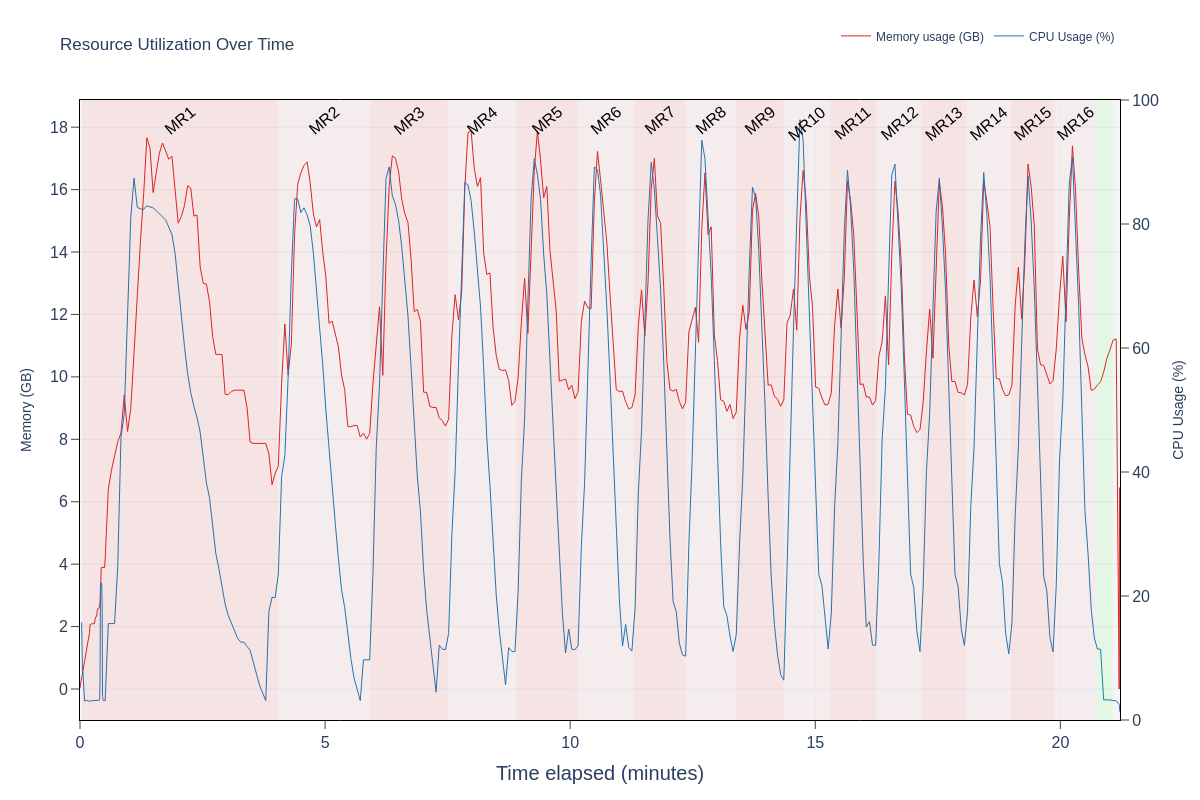 Resource Utilization Over Time
Memory usage (GB)
CPU Usage (%)
MR1
MR2
MR3
MR4
MR5
MR6
MR7
MR8
MR9
MR10
MR11
MR12
MR13
MR14
MR15
MR16
18
16
14
12
10
8
6
4
2
0
Memory (GB)
100
80
60
40
20
0
CPU Usage (%)
0
5
10
15
20
Time elapsed (minutes)